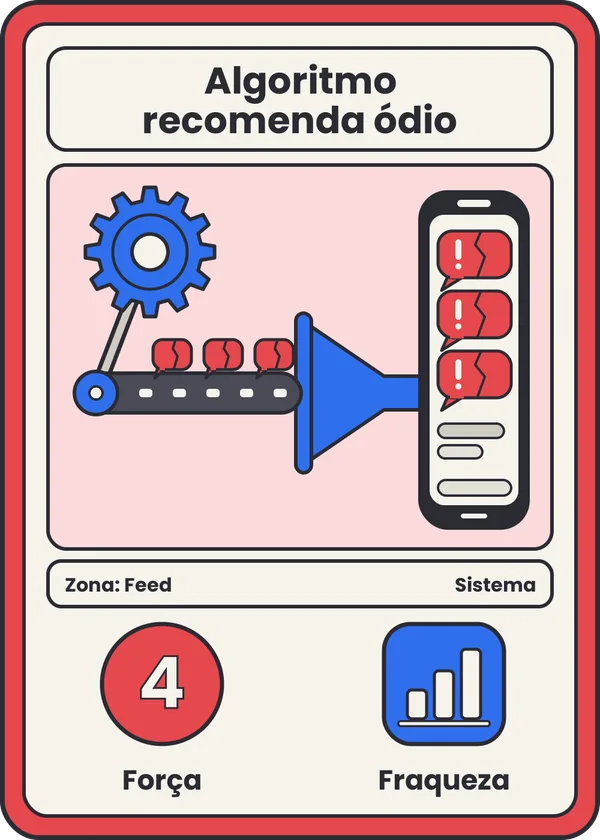 Algoritmo
recomenda ódio
!
!
!
Zona: Feed
Sistema
4
Força
Fraqueza